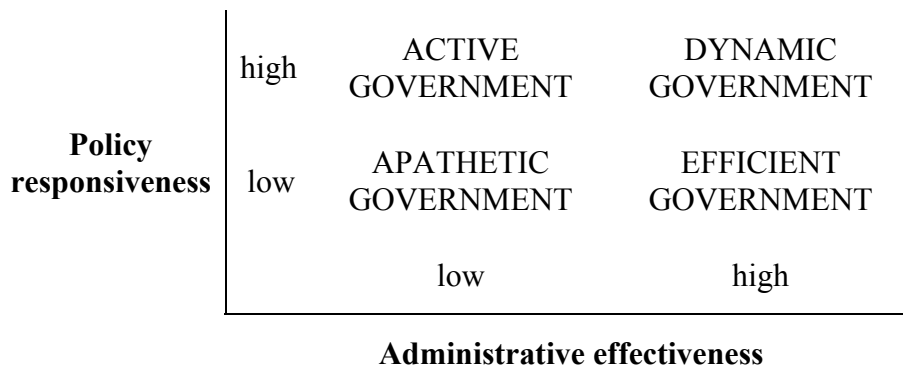 high
ACTIVE
GOVERNMENT
DYNAMIC
GOVERNMENT
Policy
responsiveness
low
APATHETIC
GOVERNMENT
EFFICIENT
GOVERNMENT
low
high
Administrative effectiveness